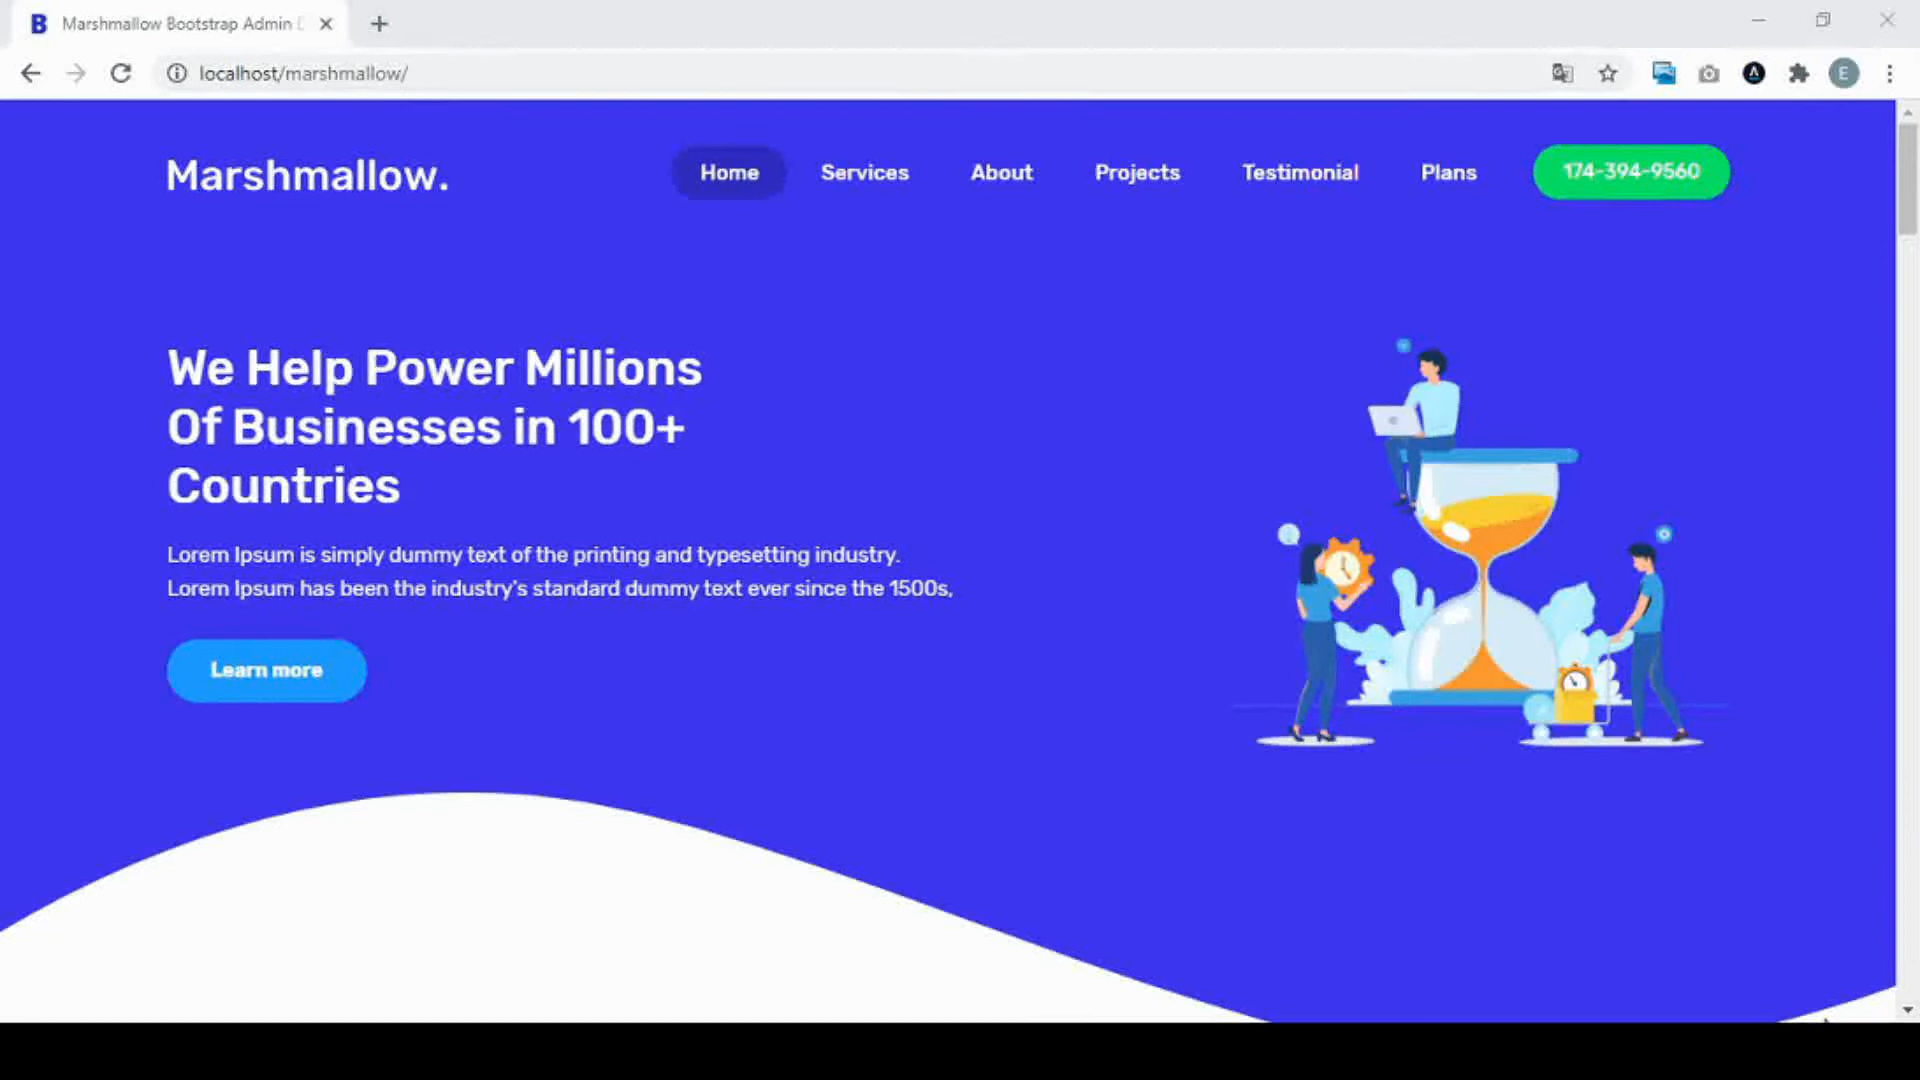 B Marshmallow Bootstrap Admin
localhost/marshmallow/
E
Marshmallow.
Home
Services
About
Projects
Testimonial
Plans
174-394-9560
We Help Power Millions
Of Businesses in 100+
Countries
Lorem Ipsum is simply dummy text of the printing and typesetting industry.
Lorem Ipsum has been the industry's standard dummy text ever since the 1500s,
Learn more